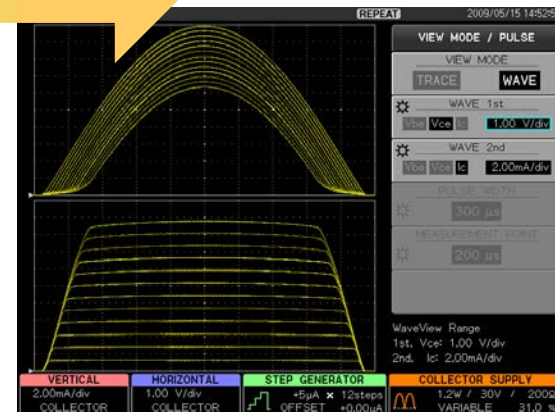 REPEAT 2009/05/15 14:52:5
VIEW MODE / PULSE
VIEW MODE
TRACE WAVE
WAVE 1st
Vbe Vce Ic 1.00 V/div
WAVE 2nd
Vbe Vce Ic 2.00mA/div
PULSE WIDTH
300 μs
MEASUREMENT POINT
200 μs
WaveView Range
1st. Vce: 1.00 V/div
2nd. Ic: 2.00mA/div
VERTICAL HORIZONTAL STEP GENERATOR COLLECTOR SUPPLY
2.00mA/div 1.00 V/div +5μA × 12steps 1.2W / 30V / 200Ω
COLLECTOR COLLECTOR OFFSET +0.00μA VARIABLE 31.0 %